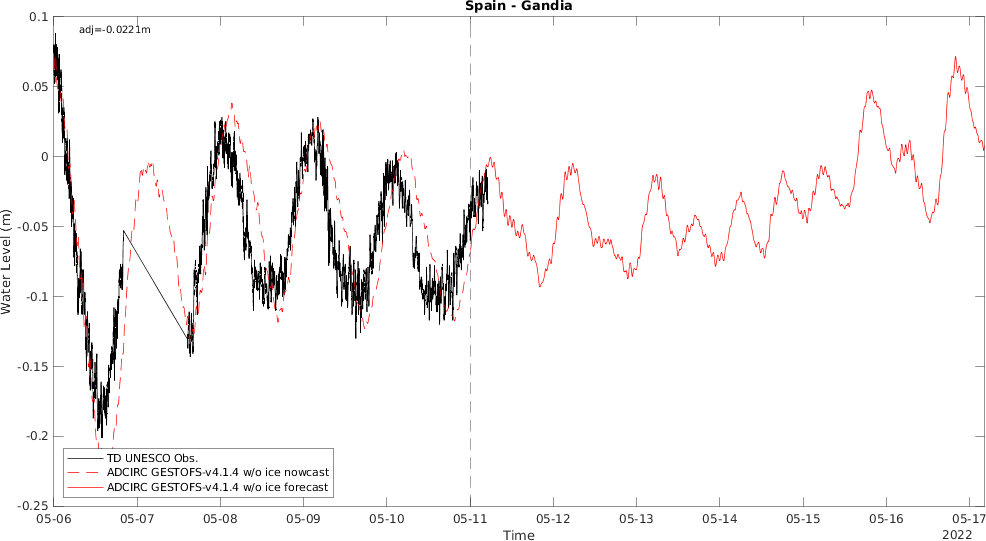 Spain - Gandia
adj=-0.0221m
0.1
0.05
0
-0.05
-0.1
-0.15
-0.2
-0.25
Water Level (m)
TD UNESCO Obs.
ADCIRC GESTOFS-v4.1.4 w/o ice nowcast
ADCIRC GESTOFS-v4.1.4 w/o ice forecast
05-06 05-07 05-08 05-09 05-10 05-11 05-12 05-13 05-14 05-15 05-16 05-17
Time
2022